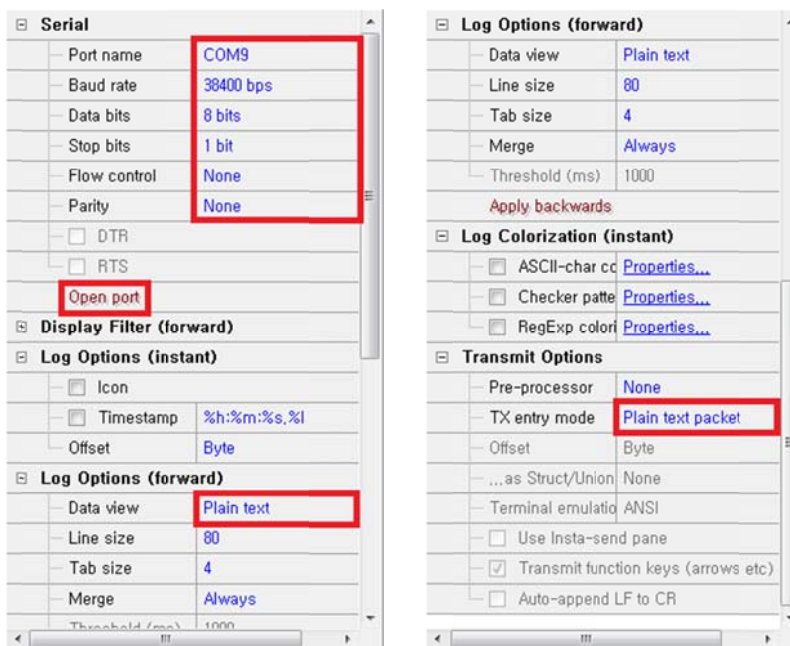 Serial
Port name COM9
Baud rate 38400 bps
Data bits 8 bits
Stop bits 1 bit
Flow control None
Parity None
DTR
RTS
Open port
Display Filter (forward)
Log Options (instant)
Icon
Timestamp %h:%m:%s.%l
Offset Byte
Log Options (forward)
Data view Plain text
Line size 80
Tab size 4
Merge Always
Threshold (ms) 1000
Log Options (forward)
Data view Plain text
Line size 80
Tab size 4
Merge Always
Threshold (ms) 1000
Apply backwards
Log Colorization (instant)
ASCII-char cc Properties...
Checker patte Properties...
RegExp colori Properties...
Transmit Options
Pre-processor None
TX entry mode Plain text packet
Offset Byte
...as Struct/Union None
Terminal emulatio ANSI
Use Insta-send pane
Transmit function keys (arrows etc)
Auto-append LF to CR